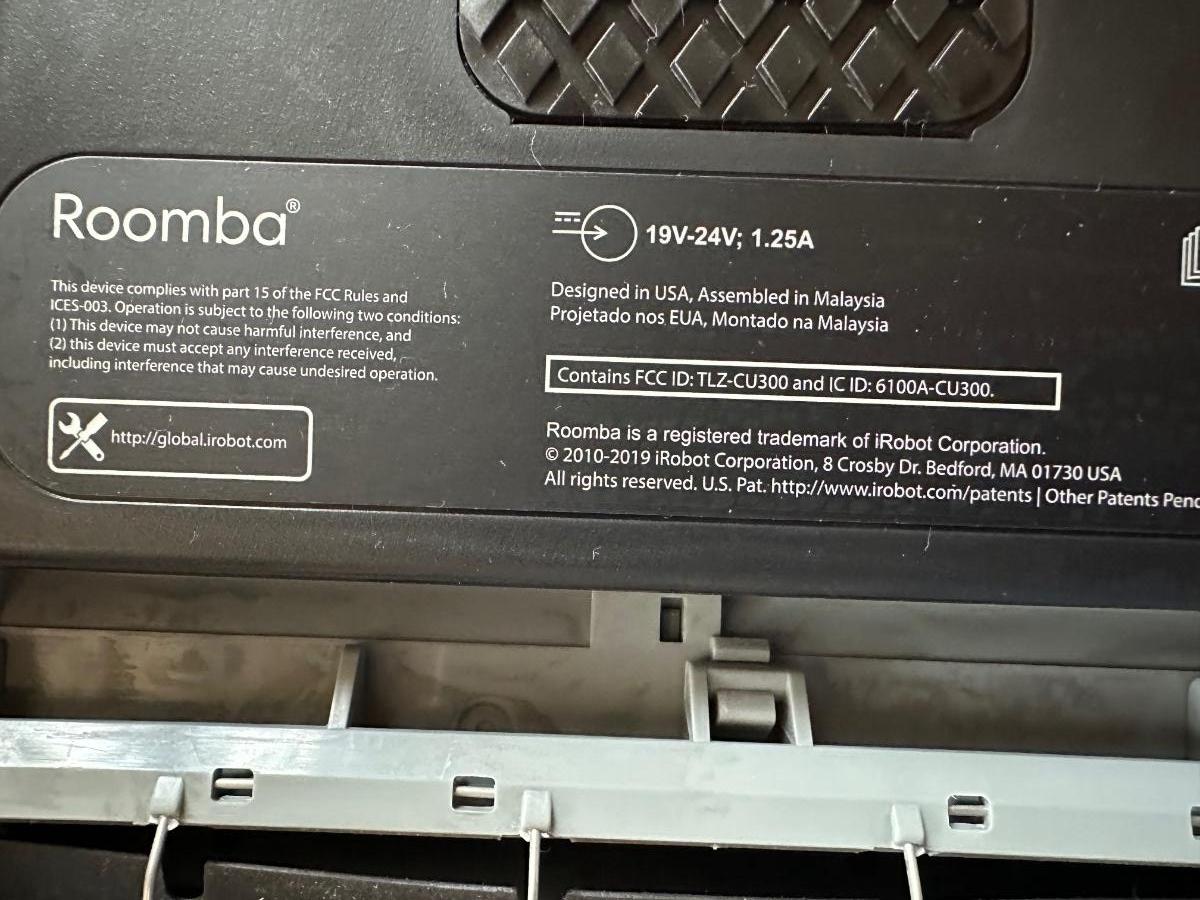 Roomba®
This device complies with part 15 of the FCC Rules and
ICES-003. Operation is subject to the following two conditions:
(1) This device may not cause harmful interference, and
(2) this device must accept any interference received,
including interference that may cause undesired operation.
http://global.irobot.com
19V-24V; 1.25A
Designed in USA, Assembled in Malaysia
Projetado nos EUA, Montado na Malaysia
Contains FCC ID: TLZ-CU300 and IC ID: 6100A-CU300.
Roomba is a registered trademark of iRobot Corporation.
© 2010-2019 iRobot Corporation, 8 Crosby Dr. Bedford, MA 01730 USA
All rights reserved. U.S. Pat. http://www.irobot.com/patents | Other Patents